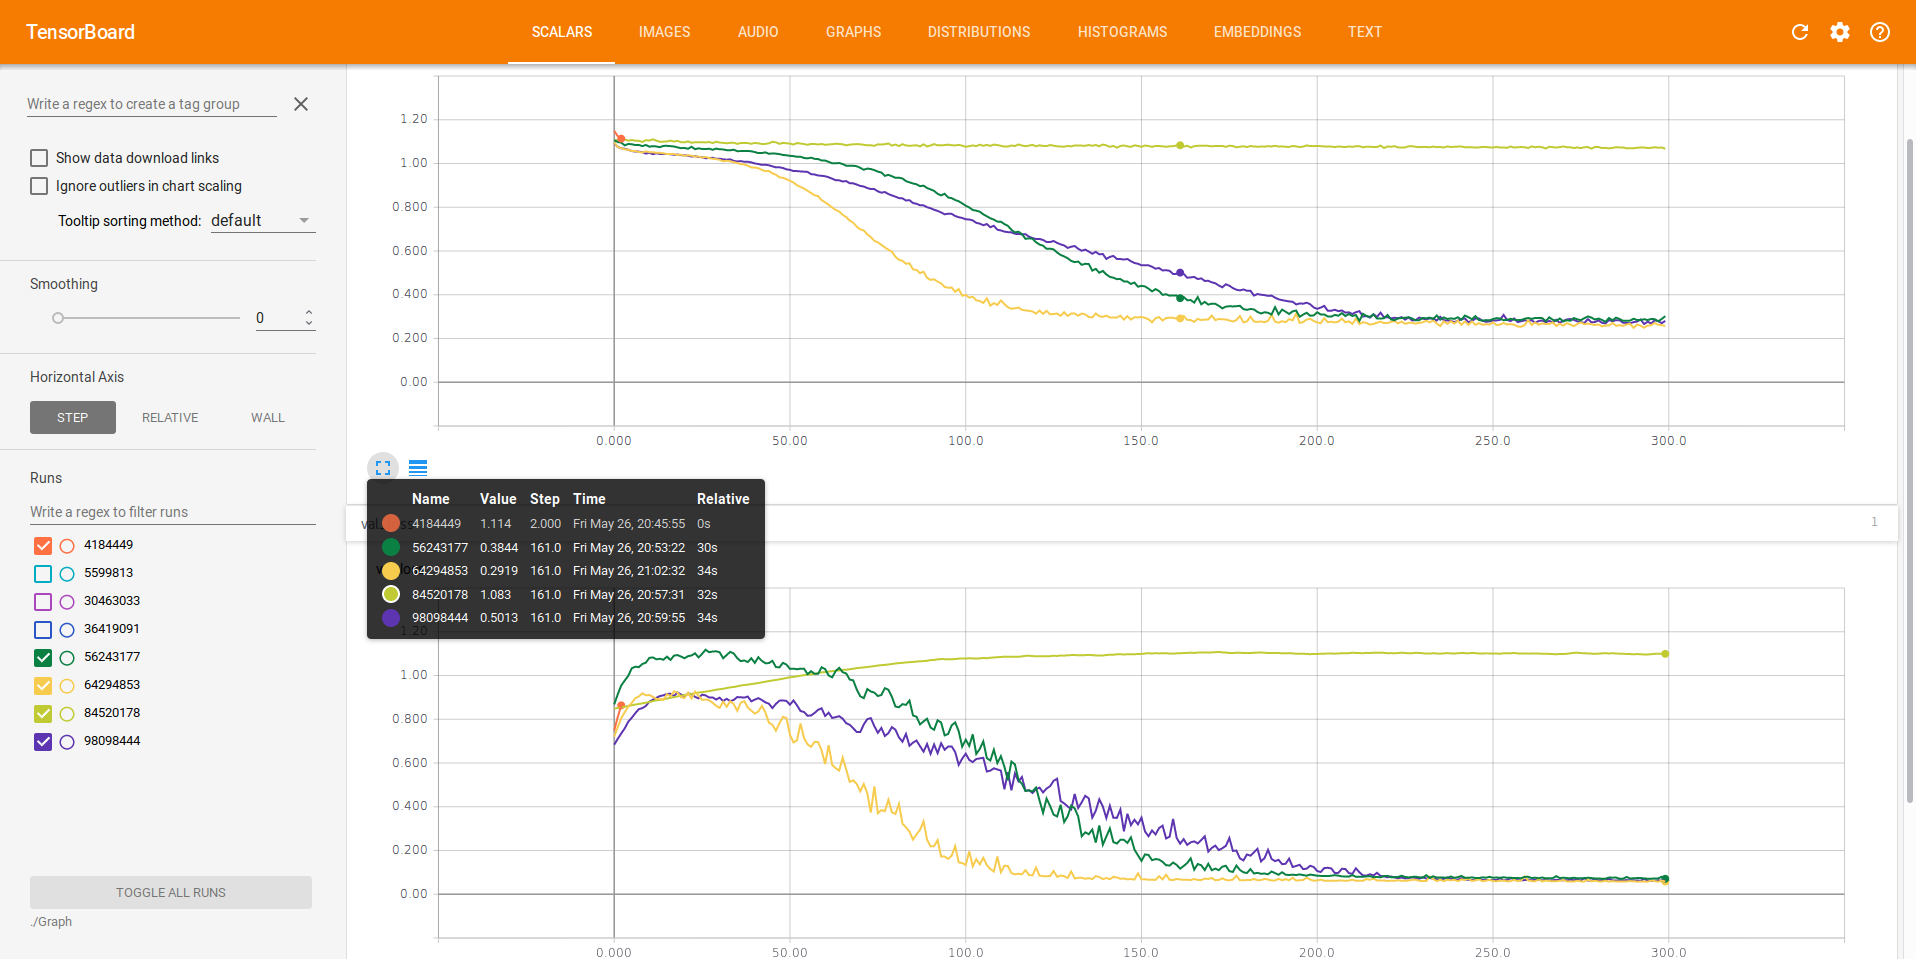 TensorBoard
SCALARS IMAGES AUDIO GRAPHS DISTRIBUTIONS HISTOGRAMS EMBEDDINGS TEXT
Write a regex to create a tag group
Show data download links
Ignore outliers in chart scaling
Tooltip sorting method: default
Smoothing
0
Horizontal Axis
STEP RELATIVE WALL
Runs
Write a regex to filter runs
4184449
5599813
30463033
36419091
56243177
64294853
84520178
98098444
TOGGLE ALL RUNS
./Graph
1.20
1.00
0.800
0.600
0.400
0.200
0.00
0.000 50.00 100.0 150.0 200.0 250.0 300.0
Name Value Step Time Relative
4184449 1.114 2.000 Fri May 26, 20:45:55 0s
56243177 0.3844 161.0 Fri May 26, 20:53:22 30s
64294853 0.2919 161.0 Fri May 26, 21:02:32 34s
84520178 1.083 161.0 Fri May 26, 20:57:31 32s
98098444 0.5013 161.0 Fri May 26, 20:59:55 34s
1
1.20
1.00
0.800
0.600
0.400
0.200
0.00
0.000 50.00 100.0 150.0 200.0 250.0 300.0